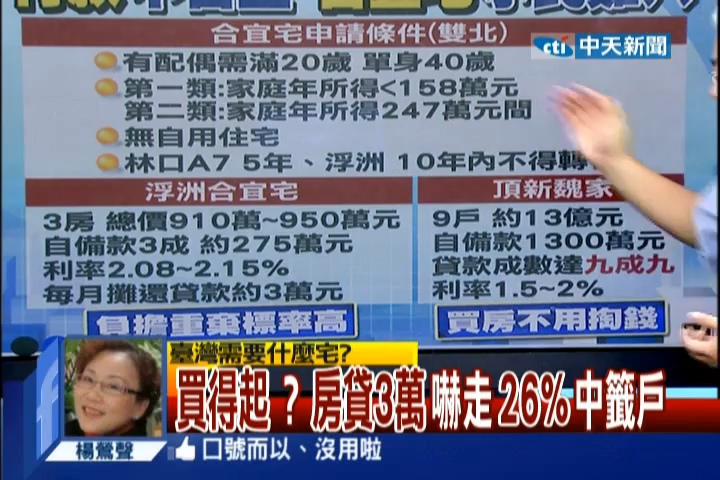 合宜宅申請條件(雙北)
cti 中天新聞
有配偶需滿20歲 單身40歲
第一類:家庭年所得<158萬元
第二類:家庭年所得247萬元間
無自用住宅
林口A7 5年、浮洲 10年內不得轉
浮洲合宜宅
3房 總價910萬~950萬元
自備款3成 約275萬元
利率2.08~2.15%
每月攤還貸款約3萬元
負擔重棄標率高
頂新魏家
9戶 約13億元
自備款1300萬元
貸款成數達九成九
利率1.5~2%
買房不用掏錢
臺灣需要什麼宅?
買得起?房貸3萬嚇走26%中籤戶
楊鶯聲
口號而以、沒用啦